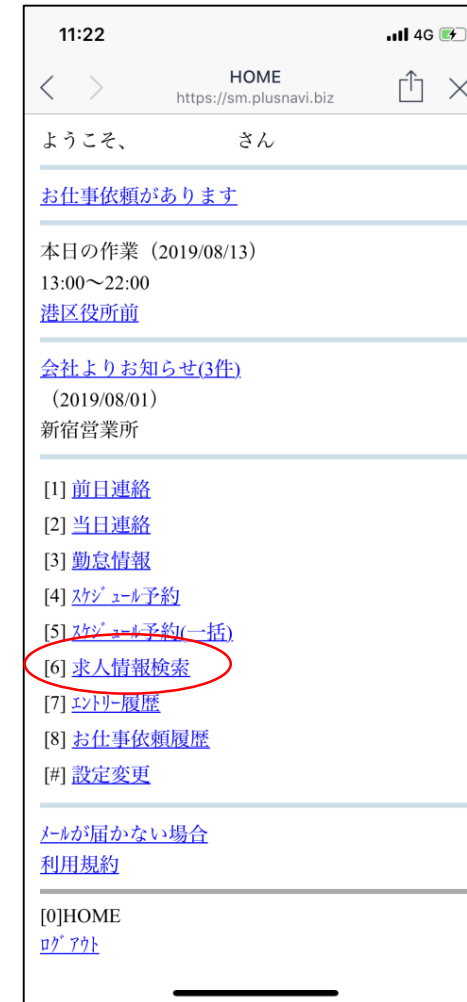 11:22 4G
HOME
https://sm.plusnavi.biz
ようこそ、 さん
お仕事依頼があります
本日の作業（2019/08/13）
13:00～22:00
港区役所前
会社よりお知らせ(3件)
（2019/08/01）
新宿営業所
[1] 前日連絡
[2] 当日連絡
[3] 勤怠情報
[4] ｽｹｼﾞｭｰﾙ予約
[5] ｽｹｼﾞｭｰﾙ予約(一括)
[6] 求人情報検索
[7] ｴﾝﾄﾘｰ履歴
[8] お仕事依頼履歴
[#] 設定変更
ﾒｰﾙが届かない場合
利用規約
[0]HOME
ﾛｸﾞｱｳﾄ